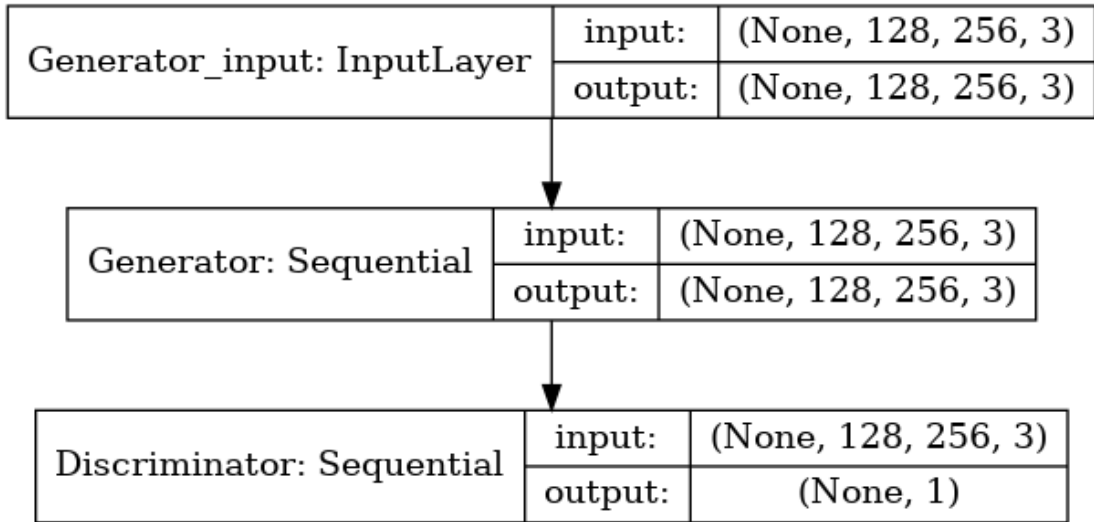 Generator_input: InputLayer
input: (None, 128, 256, 3)
output: (None, 128, 256, 3)
Generator: Sequential
input: (None, 128, 256, 3)
output: (None, 128, 256, 3)
Discriminator: Sequential
input: (None, 128, 256, 3)
output: (None, 1)